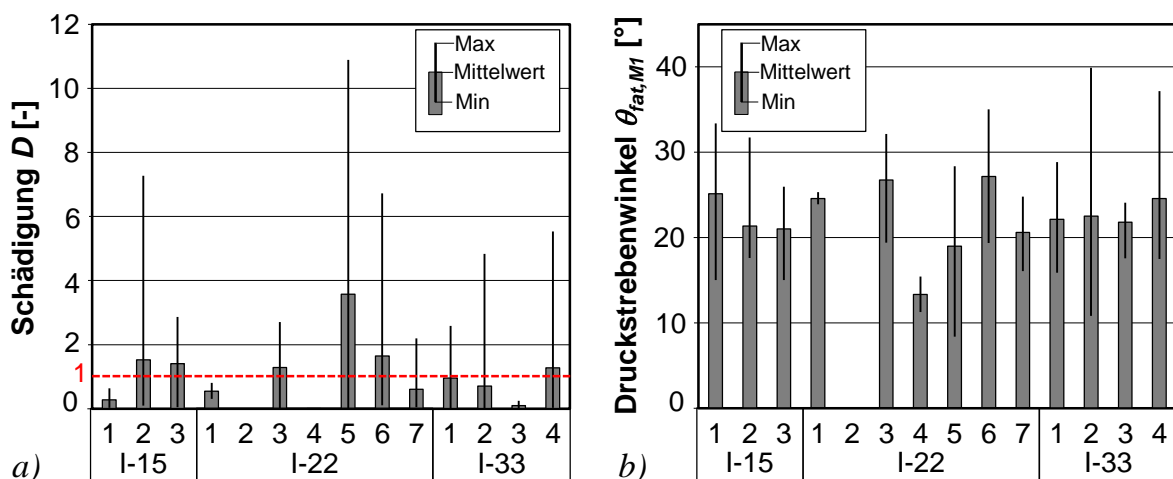 Schädigung D [-]
12
10
8
6
4
2
1
0
Max
Mittelwert
Min
1 2 3 1 2 3 4 5 6 7 1 2 3 4
I-15 I-22 I-33
a)
Druckstrebenwinkel θfat,M1 [°]
40
30
20
10
0
Max
Mittelwert
Min
1 2 3 1 2 3 4 5 6 7 1 2 3 4
I-15 I-22 I-33
b)